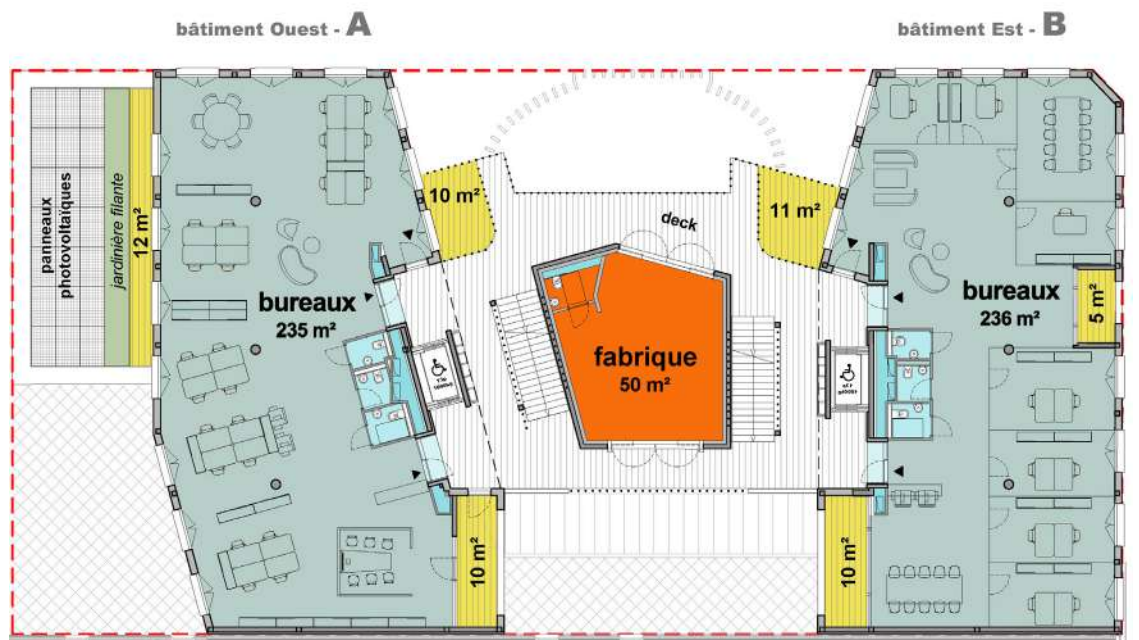 bâtiment Ouest - A
bâtiment Est - B
panneaux
photovoltaïques
jardinière filante
12 m²
10 m²
deck
11 m²
bureaux
235 m²
fabrique
50 m²
bureaux
236 m²
5 m²
10 m²
10 m²